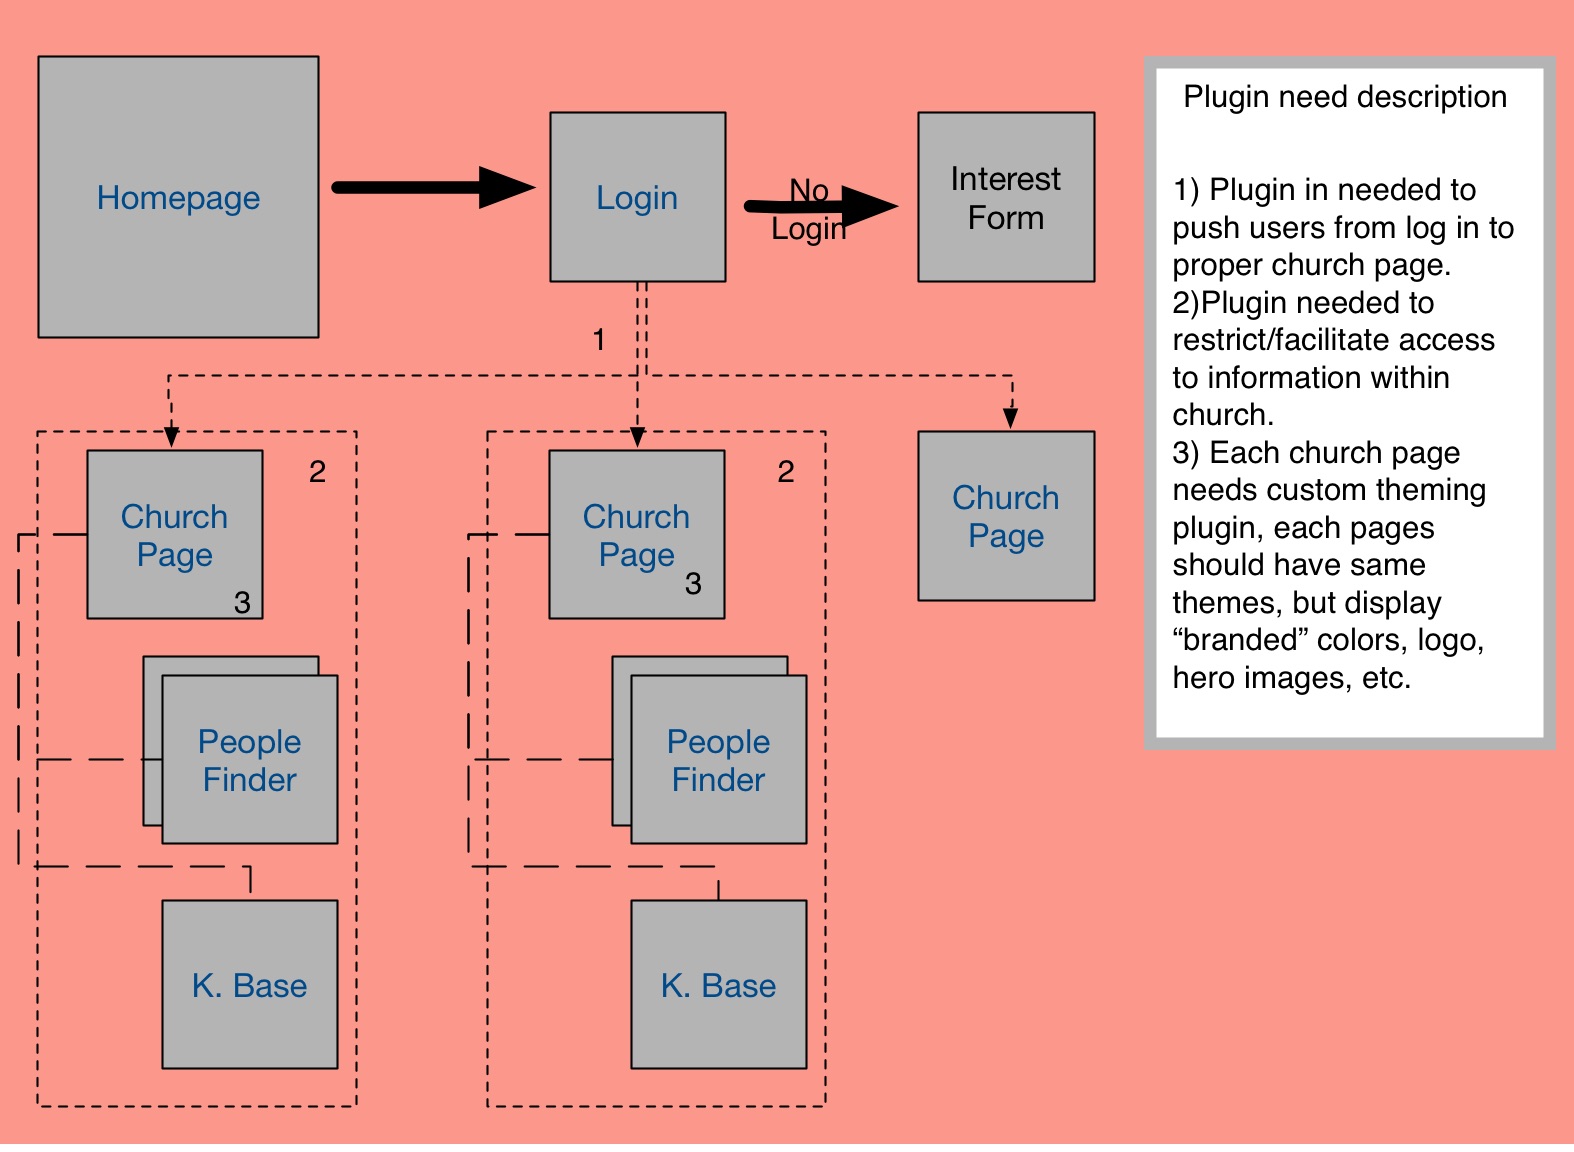 Homepage
Login
No
Login
Interest
Form
1
Church
Page
3
2
People
Finder
K. Base
Church
Page
3
2
People
Finder
K. Base
Church
Page
Plugin need description
1) Plugin in needed to
push users from log in to
proper church page.
2)Plugin needed to
restrict/facilitate access
to information within
church.
3) Each church page
needs custom theming
plugin, each pages
should have same
themes, but display
“branded” colors, logo,
hero images, etc.